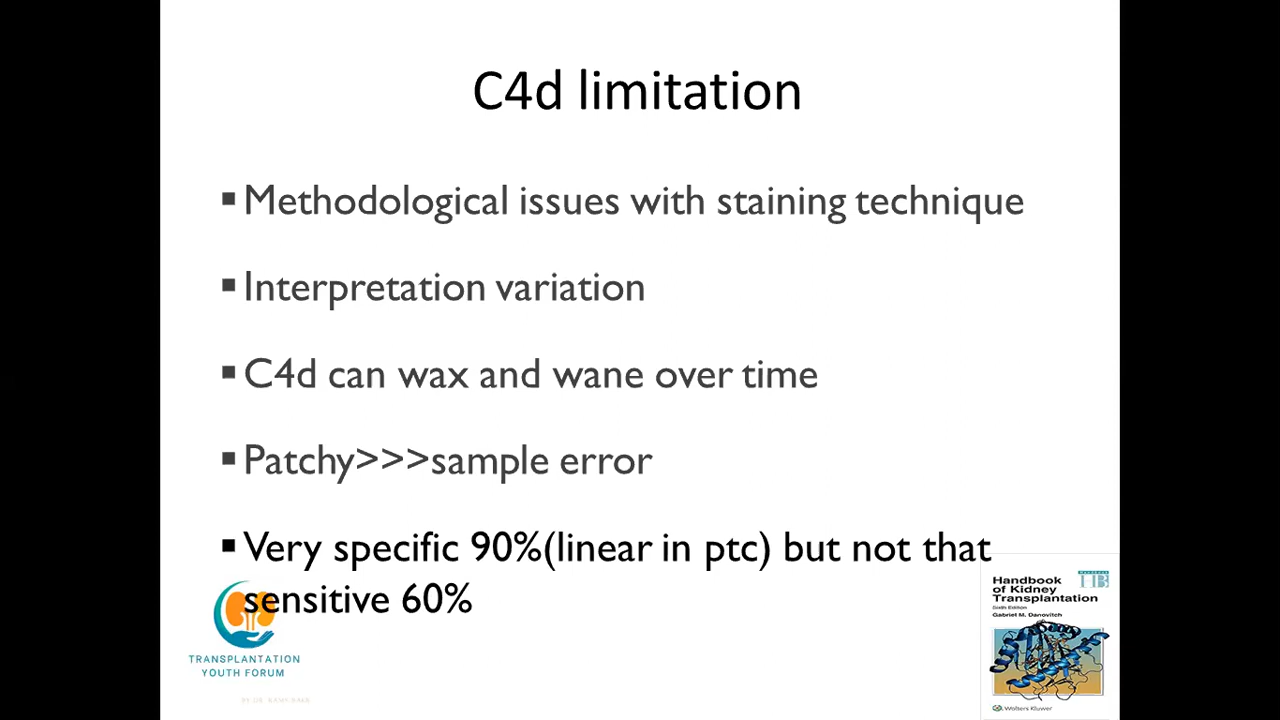 C4d limitation
▪Methodological issues with staining technique
▪Interpretation variation
▪C4d can wax and wane over time
▪Patchy>>>sample error
▪Very specific 90%(linear in ptc) but not that
sensitive 60%
TRANSPLANTATION
YOUTH FORUM
Handbook
of Kidney
Transplantation
Sixth Edition
Gabriel M. Danovitch
Wolters Kluwer